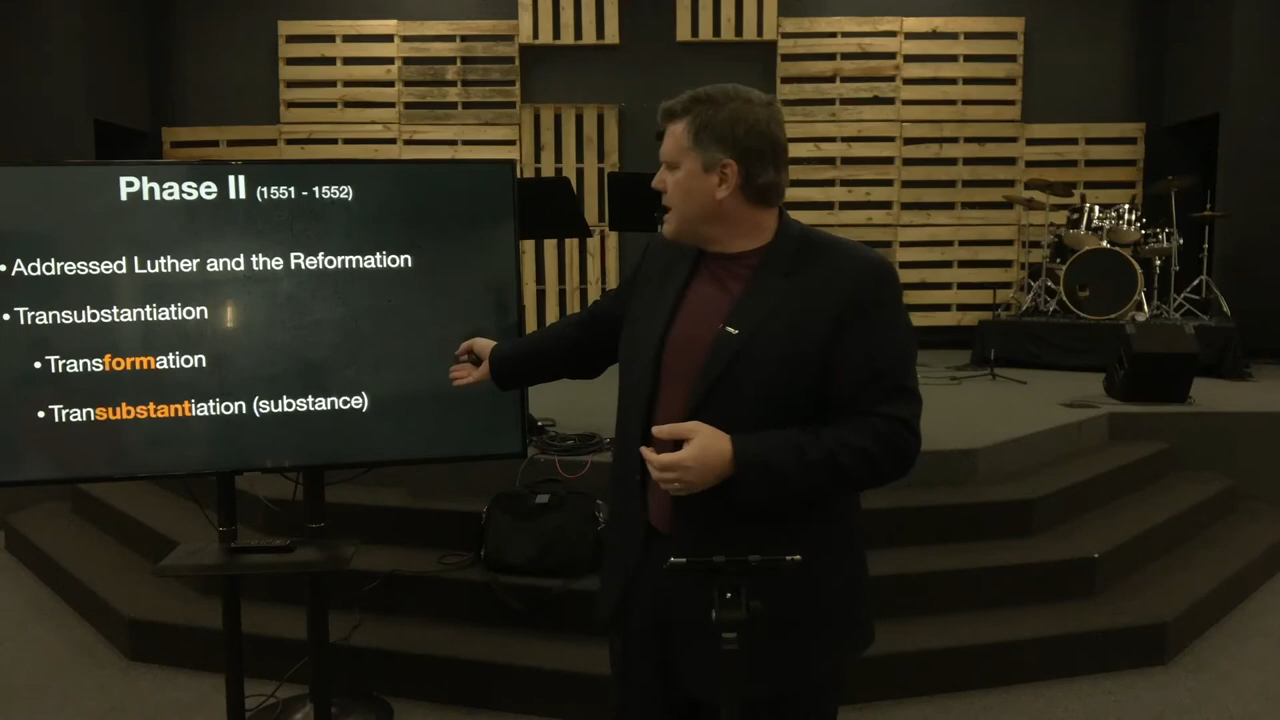 Phase II (1551 - 1552)
• Addressed Luther and the Reformation
• Transubstantiation
• Transformation
• Transubstantiation (substance)